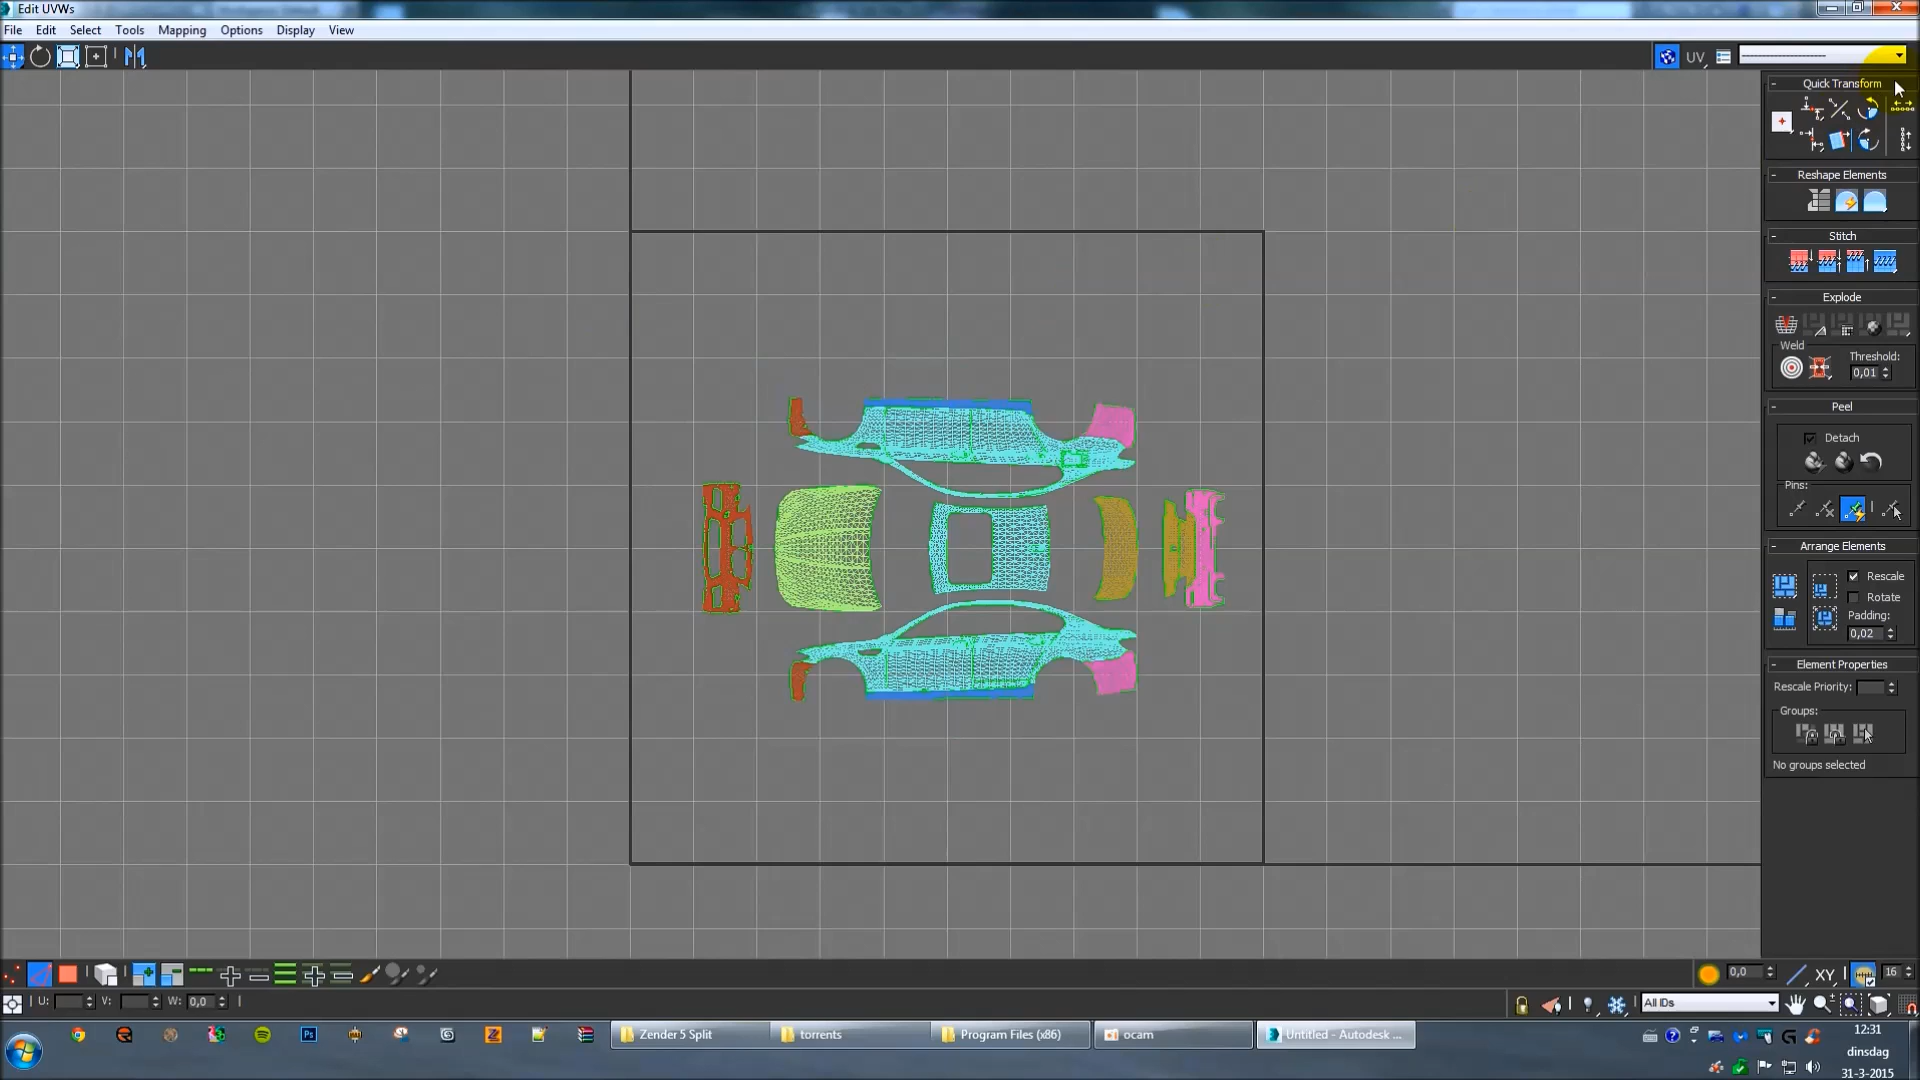 Edit UVWs
File Edit Select Tools Mapping Options Display View
UV
Quick Transform
Reshape Elements
Stitch
Explode
Weld
Threshold:
0,01
Peel
Detach
Pins:
Arrange Elements
Rescale
Rotate
Padding:
0,02
Element Properties
Rescale Priority:
Groups:
No groups selected
0,0 XY 16
U: V: W: 0,0 All IDs
Zender 5 Split torrents Program Files (x86) ocam Untitled - Autodesk ...
12:31
dinsdag
31-3-2015